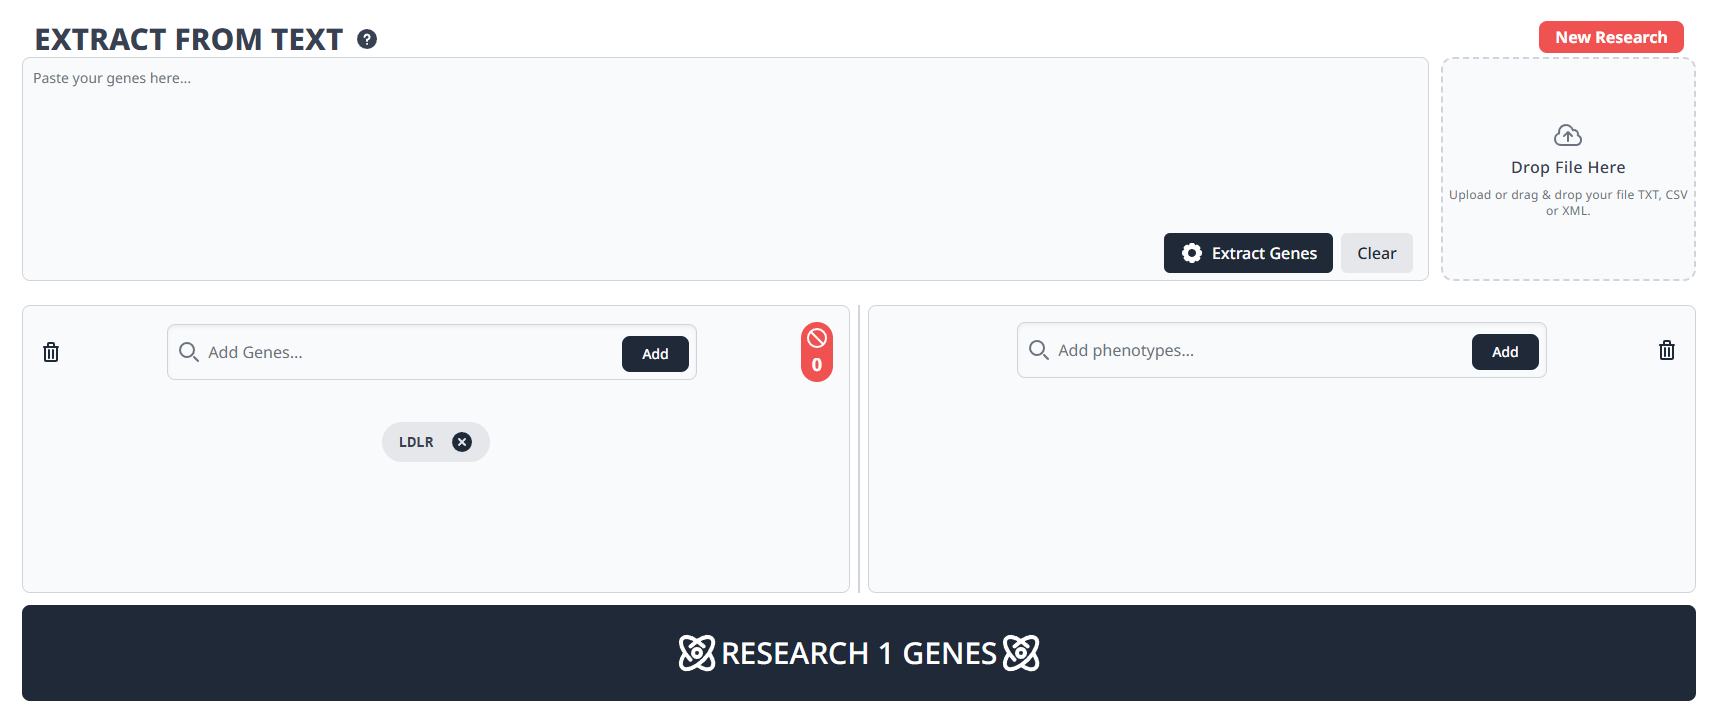 EXTRACT FROM TEXT ?
New Research
Paste your genes here...
Drop File Here
Upload or drag & drop your file TXT, CSV
or XML.
Extract Genes
Clear
Add Genes...
Add
0
Add phenotypes...
Add
LDLR
RESEARCH 1 GENES